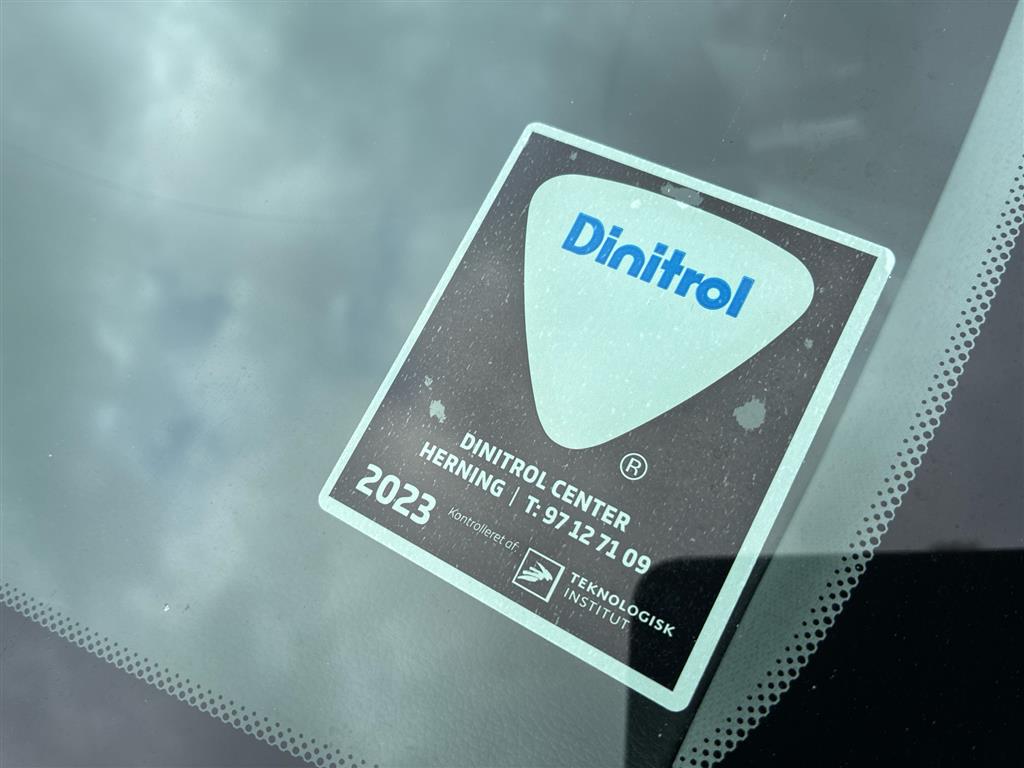 Dinitrol
®
DINITROL CENTER
HERNING | T: 97 12 71 09
2023
Kontrolleret af:
TEKNOLOGISK
INSTITUT